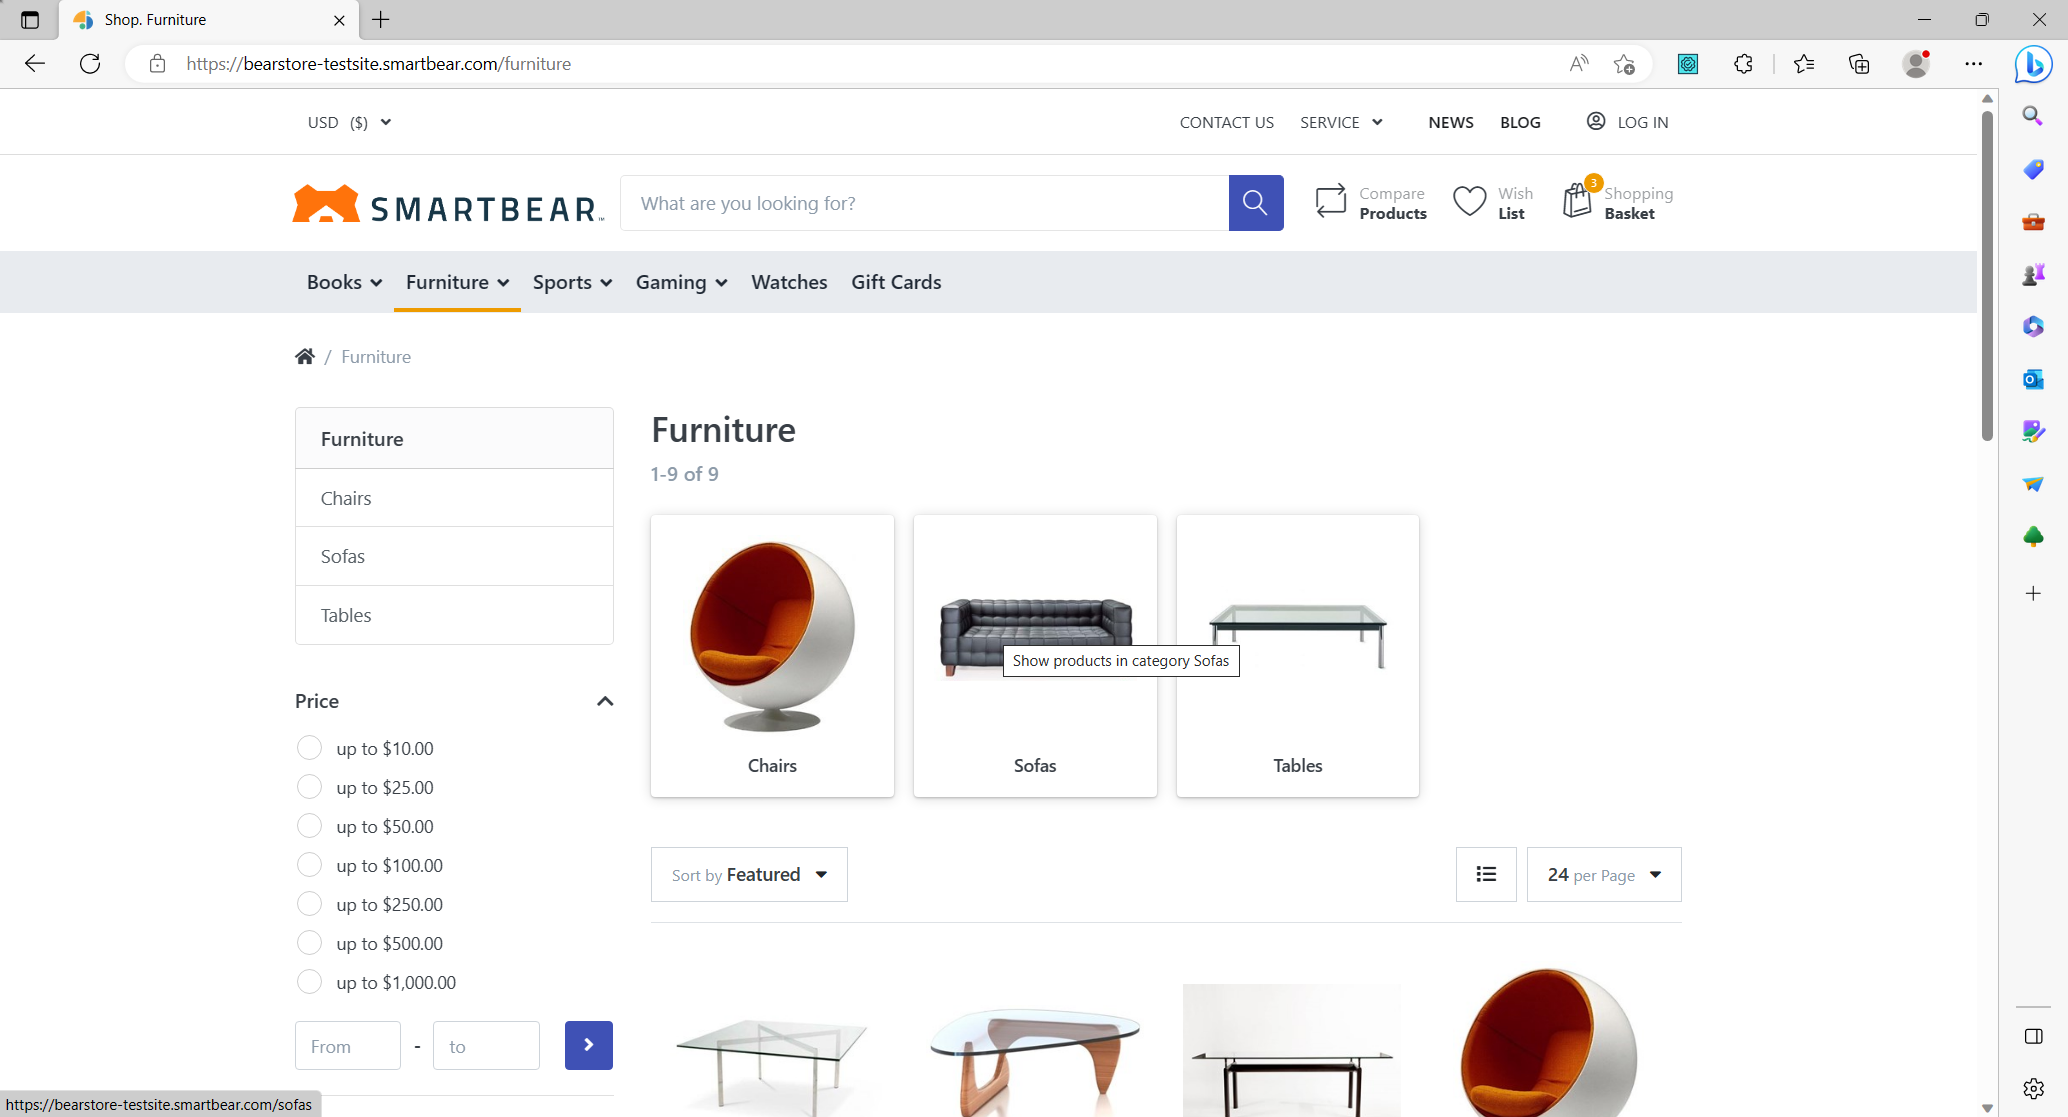 Shop. Furniture
https://bearstore-testsite.smartbear.com/furniture
USD ($)
CONTACT US SERVICE NEWS BLOG LOG IN
SMARTBEAR
What are you looking for?
Compare
Products
Wish
List
3
Shopping
Basket
Books Furniture Sports Gaming Watches Gift Cards
/ Furniture
Furniture
Chairs
Sofas
Tables
Price
up to $10.00
up to $25.00
up to $50.00
up to $100.00
up to $250.00
up to $500.00
up to $1,000.00
From - to
Furniture
1-9 of 9
Show products in category Sofas
Chairs
Sofas
Tables
Sort by Featured
24 per Page
https://bearstore-testsite.smartbear.com/sofas